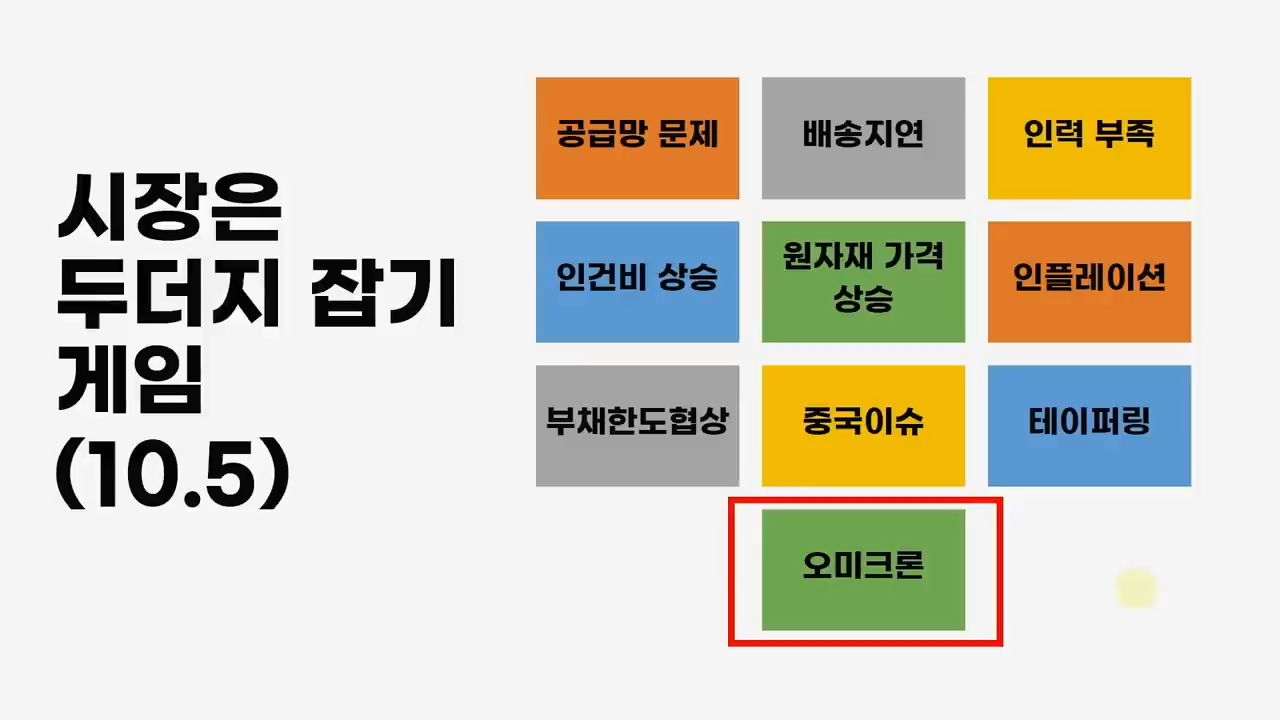 시장은
두더지 잡기
게임
(10.5)
공급망 문제
배송지연
인력 부족
인건비 상승
원자재 가격
상승
인플레이션
부채한도협상
중국이슈
테이퍼링
오미크론